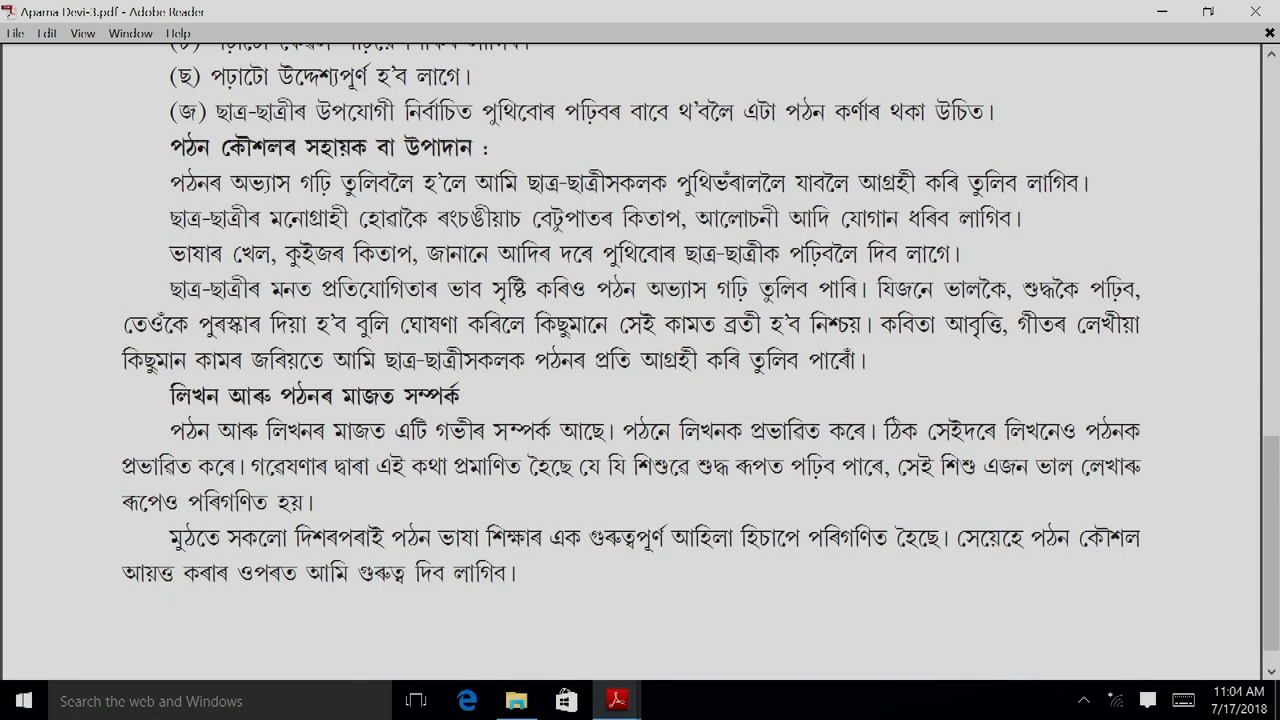 Aparna Devi-3.pdf - Adobe Reader
File Edit View Window Help
(ছ) পঢ়াটো উদ্দেশ্যপূৰ্ণ হ'ব লাগে।
(জ) ছাত্ৰ-ছাত্ৰীৰ উপযোগী নিৰ্বাচিত পুথিবোৰ পঢ়িবৰ বাবে থ'বলৈ এটা পঠন কৰ্ণাৰ থকা উচিত।
পঠন কৌশলৰ সহায়ক বা উপাদান :
পঠনৰ অভ্যাস গঢ়ি তুলিবলৈ হ'লে আমি ছাত্ৰ-ছাত্ৰীসকলক পুথিভঁৰাললৈ যাবলৈ আগ্ৰহী কৰি তুলিব লাগিব।
ছাত্ৰ-ছাত্ৰীৰ মনোগ্ৰাহী হোৱাকৈ ৰংচঙীয়াচ বেটুপাতৰ কিতাপ, আলোচনী আদি যোগান ধৰিব লাগিব।
ভাষাৰ খেল, কুইজৰ কিতাপ, জানানে আদিৰ দৰে পুথিবোৰ ছাত্ৰ-ছাত্ৰীক পঢ়িবলৈ দিব লাগে।
ছাত্ৰ-ছাত্ৰীৰ মনত প্ৰতিযোগিতাৰ ভাব সৃষ্টি কৰিও পঠন অভ্যাস গঢ়ি তুলিব পাৰি। যিজনে ভালকৈ, শুদ্ধকৈ পঢ়িব,
তেওঁকে পুৰস্কাৰ দিয়া হ'ব বুলি ঘোষণা কৰিলে কিছুমানে সেই কামত ব্ৰতী হ'ব নিশ্চয়। কবিতা আবৃত্তি, গীতৰ লেখীয়া
কিছুমান কামৰ জৰিয়তে আমি ছাত্ৰ-ছাত্ৰীসকলক পঠনৰ প্ৰতি আগ্ৰহী কৰি তুলিব পাৰোঁ।
লিখন আৰু পঠনৰ মাজত সম্পৰ্ক
পঠন আৰু লিখনৰ মাজত এটি গভীৰ সম্পৰ্ক আছে। পঠনে লিখনক প্ৰভাৱিত কৰে। ঠিক সেইদৰে লিখনেও পঠনক
প্ৰভাৱিত কৰে। গৱেষণাৰ দ্বাৰা এই কথা প্ৰমাণিত হৈছে যে যি শিশুৱে শুদ্ধ ৰূপত পঢ়িব পাৰে, সেই শিশু এজন ভাল লেখাৰু
ৰূপেও পৰিগণিত হয়।
মুঠতে সকলো দিশৰপৰাই পঠন ভাষা শিক্ষাৰ এক গুৰুত্বপূৰ্ণ আহিলা হিচাপে পৰিগণিত হৈছে। সেয়েহে পঠন কৌশল
আয়ত্ত কৰাৰ ওপৰত আমি গুৰুত্ব দিব লাগিব।
Search the web and Windows
11:04 AM
7/17/2018